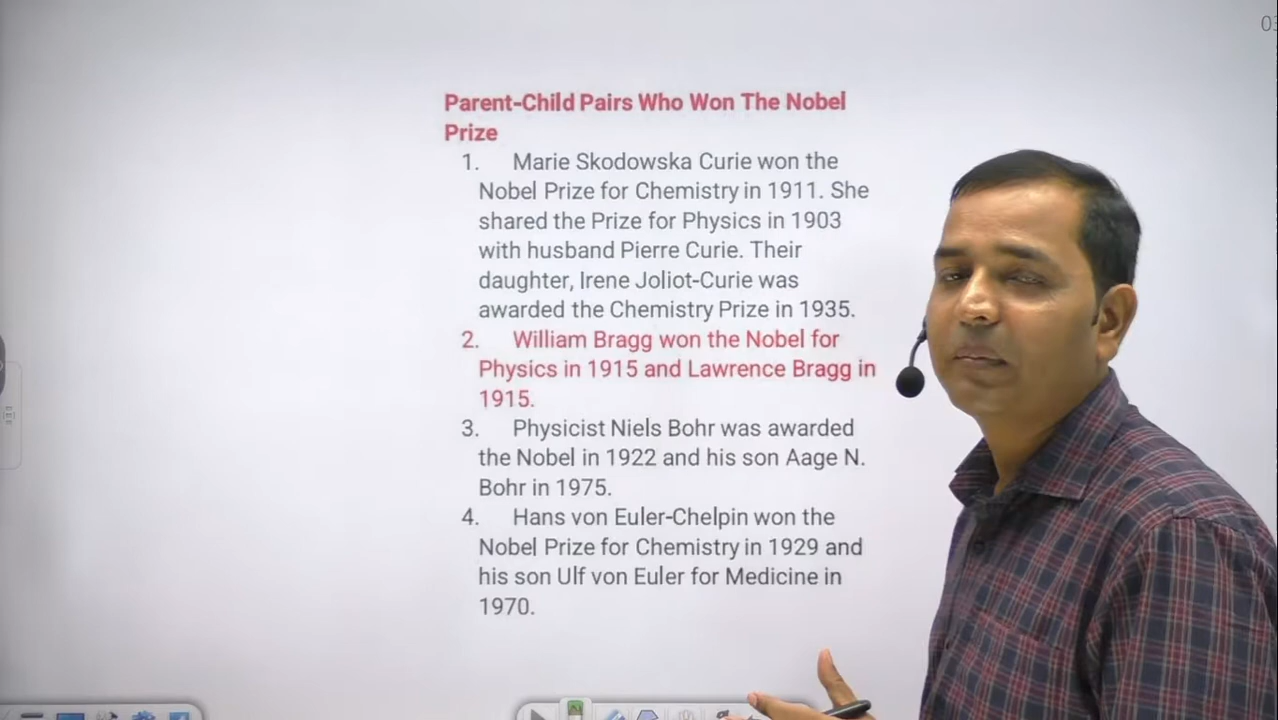 03
Parent-Child Pairs Who Won The Nobel
Prize
1. Marie Skodowska Curie won the
Nobel Prize for Chemistry in 1911. She
shared the Prize for Physics in 1903
with husband Pierre Curie. Their
daughter, Irene Joliot-Curie was
awarded the Chemistry Prize in 1935.
2. William Bragg won the Nobel for
Physics in 1915 and Lawrence Bragg in
1915.
3. Physicist Niels Bohr was awarded
the Nobel in 1922 and his son Aage N.
Bohr in 1975.
4. Hans von Euler-Chelpin won the
Nobel Prize for Chemistry in 1929 and
his son Ulf von Euler for Medicine in
1970.